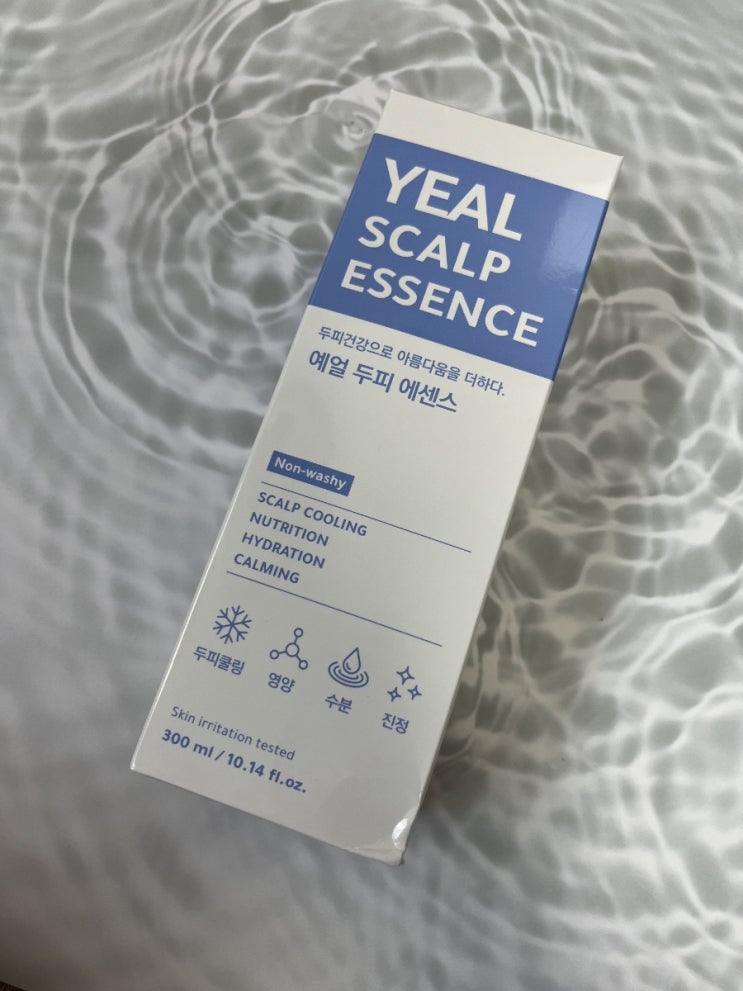 YEAL
SCALP
ESSENCE
두피건강으로 아름다움을 더하다.
예얼 두피 에센스
Non-washy
SCALP COOLING
NUTRITION
HYDRATION
CALMING
두피쿨링 영양 수분 진정
Skin irritation tested
300 ml / 10.14 fl.oz.